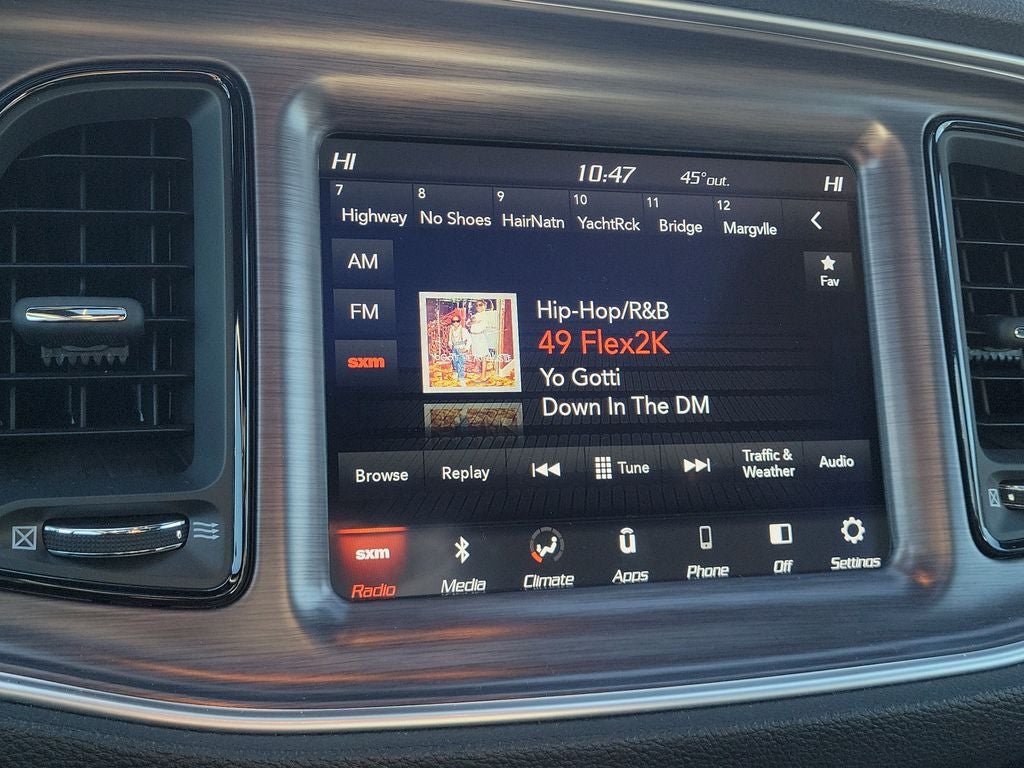 HI 10:47 45° out. HI
7 8 9 10 11 12
Highway No Shoes HairNatn YachtRck Bridge Margvlle
AM
Fav
FM
sxm
Hip-Hop/R&B
49 Flex2K
Yo Gotti
Down In The DM
Browse Replay Tune Traffic & Weather Audio
sxm
Radio Media Climate Apps Phone Off Settings